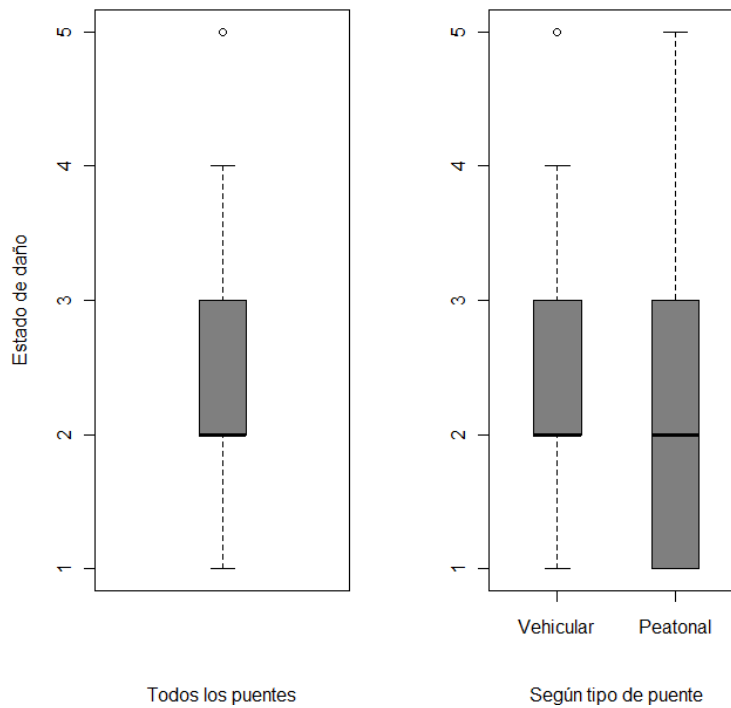 Estado de daño
5
4
3
2
1
Todos los puentes
5
4
3
2
1
Vehicular Peatonal
Según tipo de puente